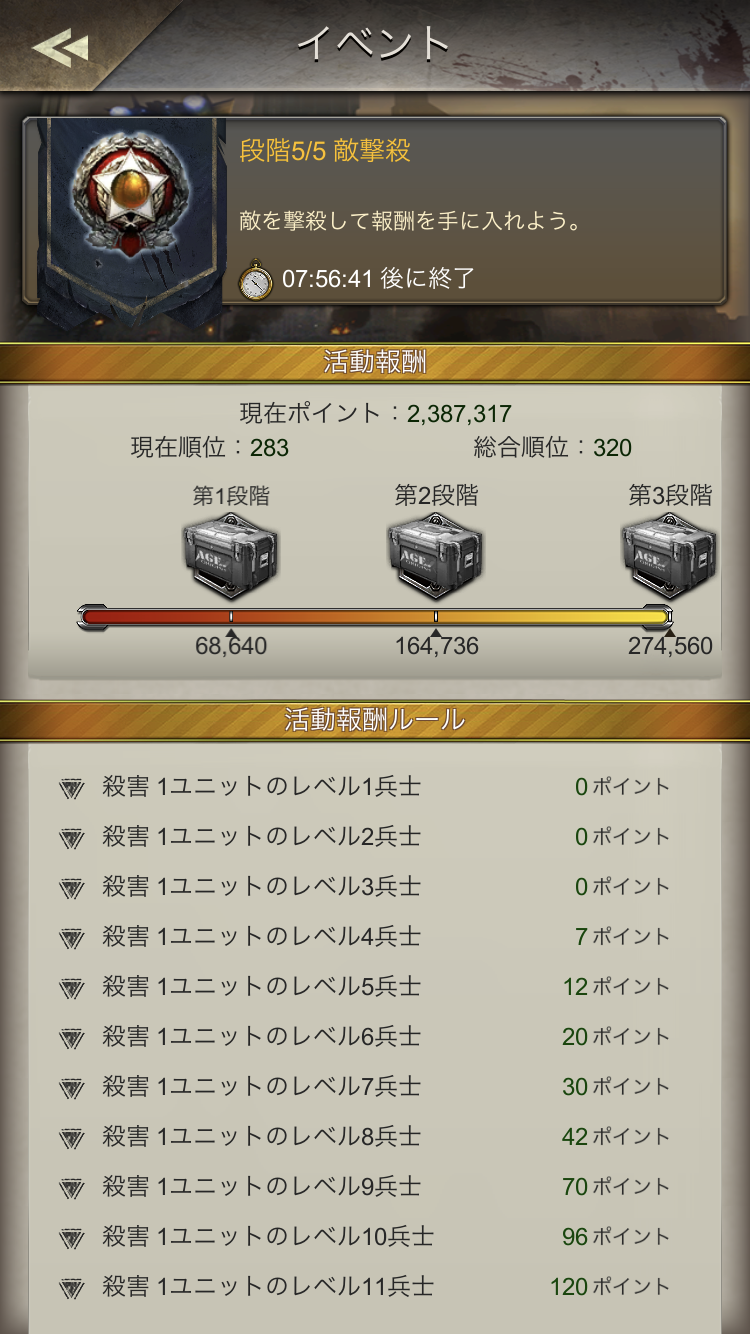 イベント
段階5/5 敵撃殺
敵を撃殺して報酬を手に入れよう。
07:56:41 後に終了
活動報酬
現在ポイント：2,387,317
現在順位：283 総合順位：320
第1段階 第2段階 第3段階
AGE AGE AGE
68,640 164,736 274,560
活動報酬ルール
殺害 1ユニットのレベル1兵士 0 ポイント
殺害 1ユニットのレベル2兵士 0 ポイント
殺害 1ユニットのレベル3兵士 0 ポイント
殺害 1ユニットのレベル4兵士 7 ポイント
殺害 1ユニットのレベル5兵士 12 ポイント
殺害 1ユニットのレベル6兵士 20 ポイント
殺害 1ユニットのレベル7兵士 30 ポイント
殺害 1ユニットのレベル8兵士 42 ポイント
殺害 1ユニットのレベル9兵士 70 ポイント
殺害 1ユニットのレベル10兵士 96 ポイント
殺害 1ユニットのレベル11兵士 120 ポイント